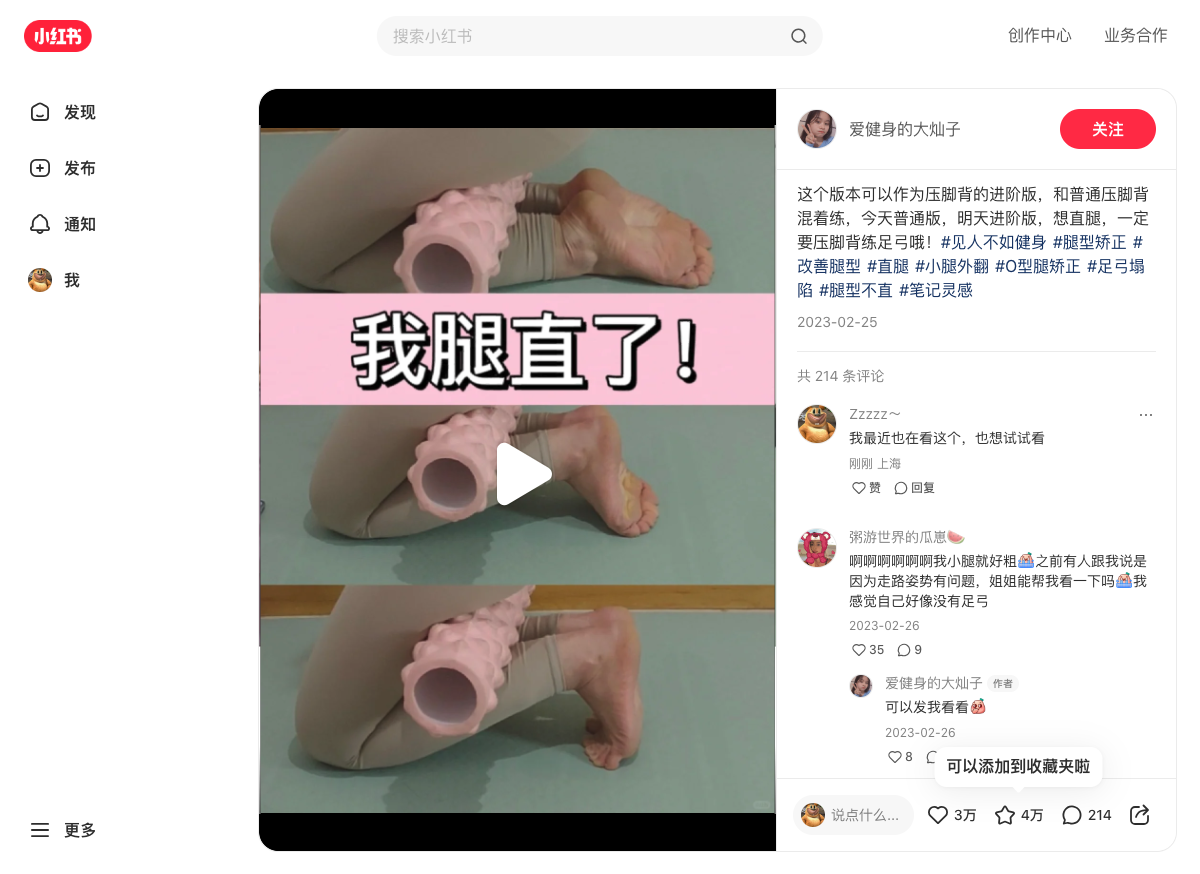 小红书
搜索小红书
创作中心
业务合作
发现
发布
通知
我
更多
我腿直了！
爱健身的大灿子
关注
这个版本可以作为压脚背的进阶版，和普通压脚背
混着练，今天普通版，明天进阶版，想直腿，一定
要压脚背练足弓哦！#见人不如健身 #腿型矫正 #
改善腿型 #直腿 #小腿外翻 #O型腿矫正 #足弓塌
陷 #腿型不直 #笔记灵感
2023-02-25
共 214 条评论
Zzzzz～
我最近也在看这个，也想试试看
刚刚 上海
赞 回复
粥游世界的瓜崽🍉
啊啊啊啊啊啊我小腿就好粗之前有人跟我说是
因为走路姿势有问题，姐姐能帮我看一下吗我
感觉自己好像没有足弓
2023-02-26
35 9
爱健身的大灿子 作者
可以发我看看
2023-02-26
8
可以添加到收藏夹啦
说点什么...
3万 4万 214